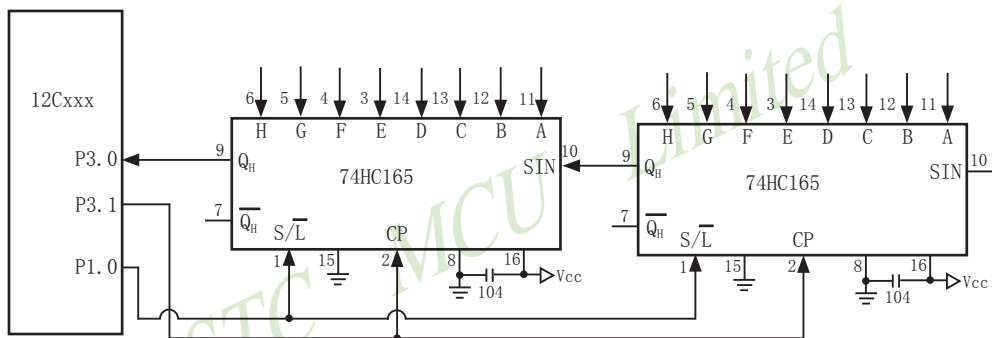 12Cxxx
P3.0
P3.1
P1.0
6 5 4 3 14 13 12 11
H G F E D C B A
9 QH
SIN 10
74HC165
7 Q̅H̅
S/L̅ CP
1 15 2 8 16
104
Vcc
6 5 4 3 14 13 12 11
H G F E D C B A
9 QH
SIN 10
74HC165
7 Q̅H̅
S/L̅ CP
1 15 2 8 16
104
Vcc
STC MCU Limited